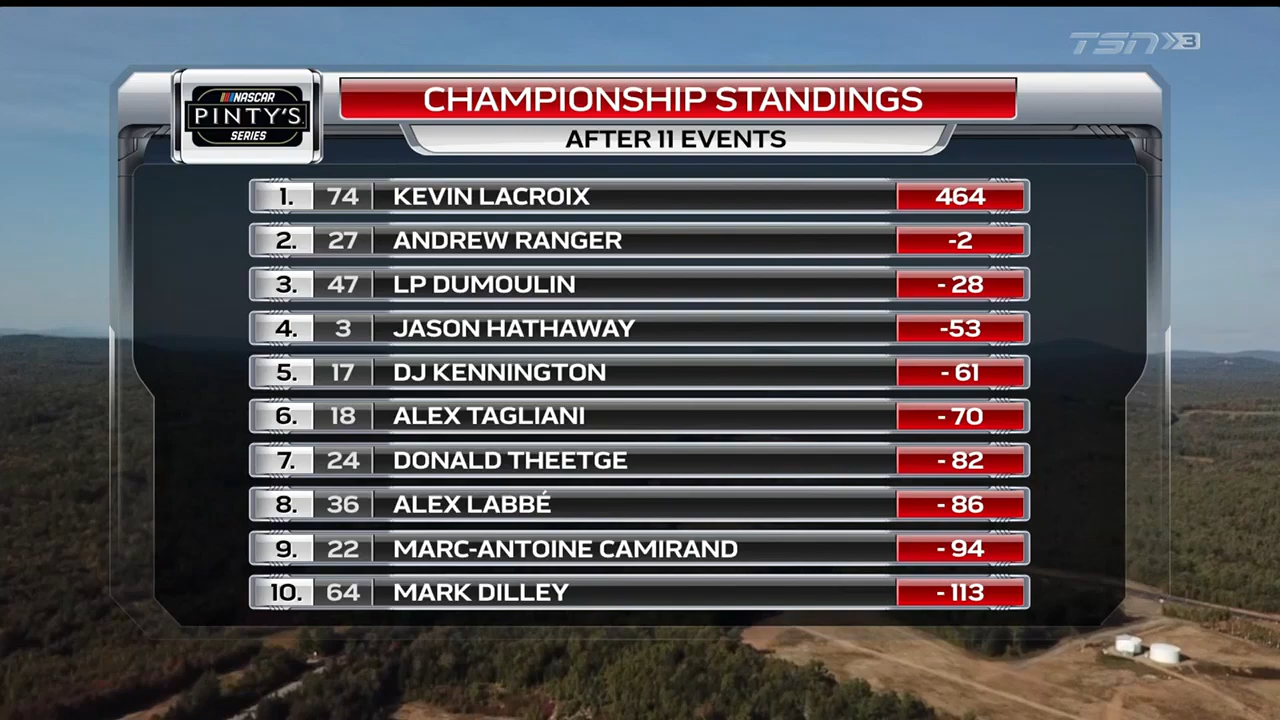 TSN 3
NASCAR
PINTY'S
SERIES
CHAMPIONSHIP STANDINGS
AFTER 11 EVENTS
1. 74 KEVIN LACROIX 464
2. 27 ANDREW RANGER -2
3. 47 LP DUMOULIN - 28
4. 3 JASON HATHAWAY -53
5. 17 DJ KENNINGTON - 61
6. 18 ALEX TAGLIANI - 70
7. 24 DONALD THEETGE - 82
8. 36 ALEX LABBÉ - 86
9. 22 MARC-ANTOINE CAMIRAND - 94
10. 64 MARK DILLEY - 113